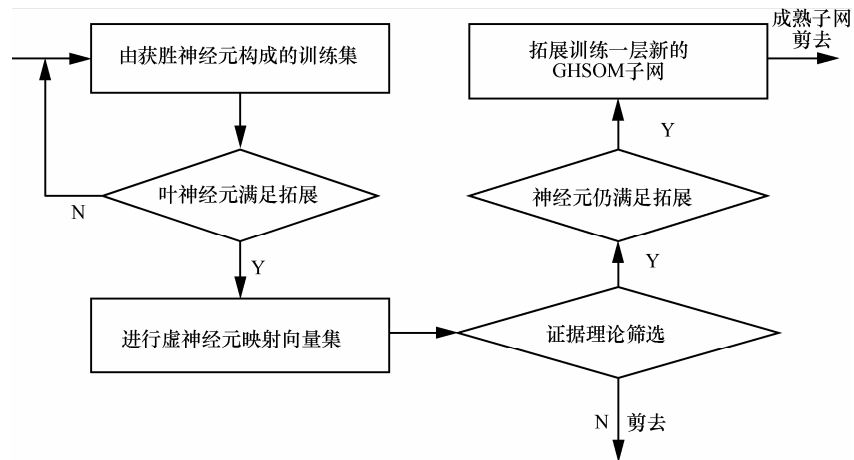 由获胜神经元构成的训练集
叶神经元满足拓展
N
Y
进行虚神经元映射向量集
证据理论筛选
N 剪去
Y
神经元仍满足拓展
Y
拓展训练一层新的
GHSOM子网
成熟子网
剪去